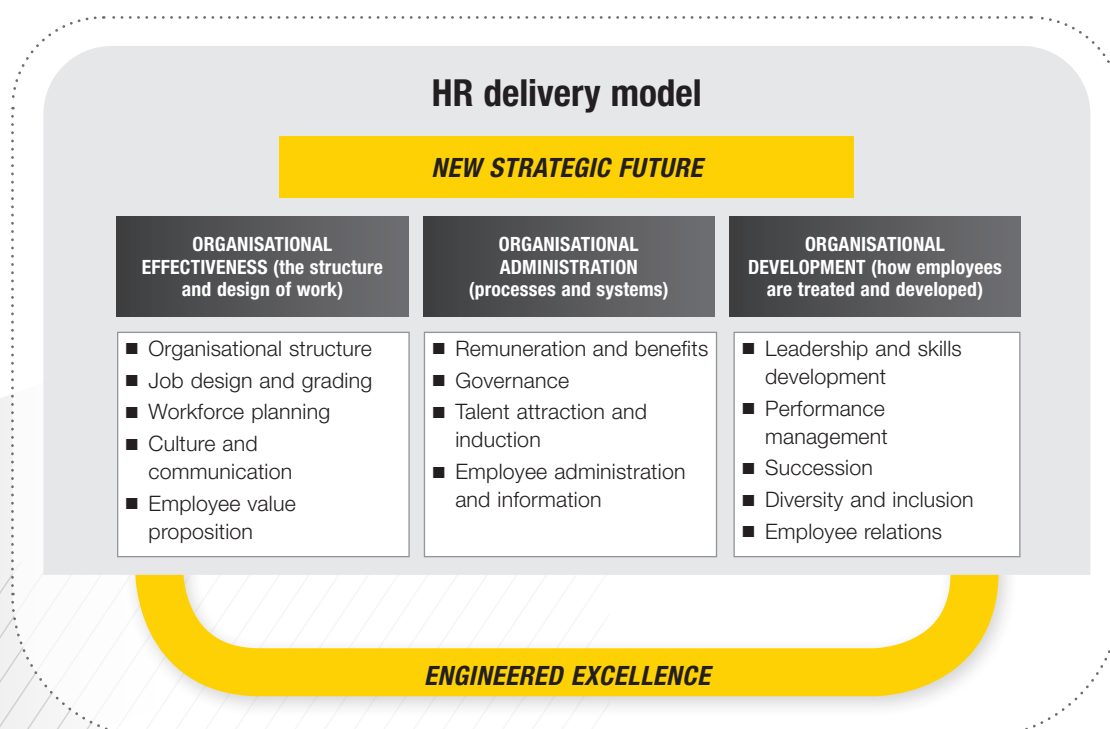 HR delivery model
NEW STRATEGIC FUTURE
ORGANISATIONAL
EFFECTIVENESS (the structure
and design of work)
■ Organisational structure
■ Job design and grading
■ Workforce planning
■ Culture and
communication
■ Employee value
proposition
ORGANISATIONAL
ADMINISTRATION
(processes and systems)
■ Remuneration and benefits
■ Governance
■ Talent attraction and
induction
■ Employee administration
and information
ORGANISATIONAL
DEVELOPMENT (how employees
are treated and developed)
■ Leadership and skills
development
■ Performance
management
■ Succession
■ Diversity and inclusion
■ Employee relations
ENGINEERED EXCELLENCE